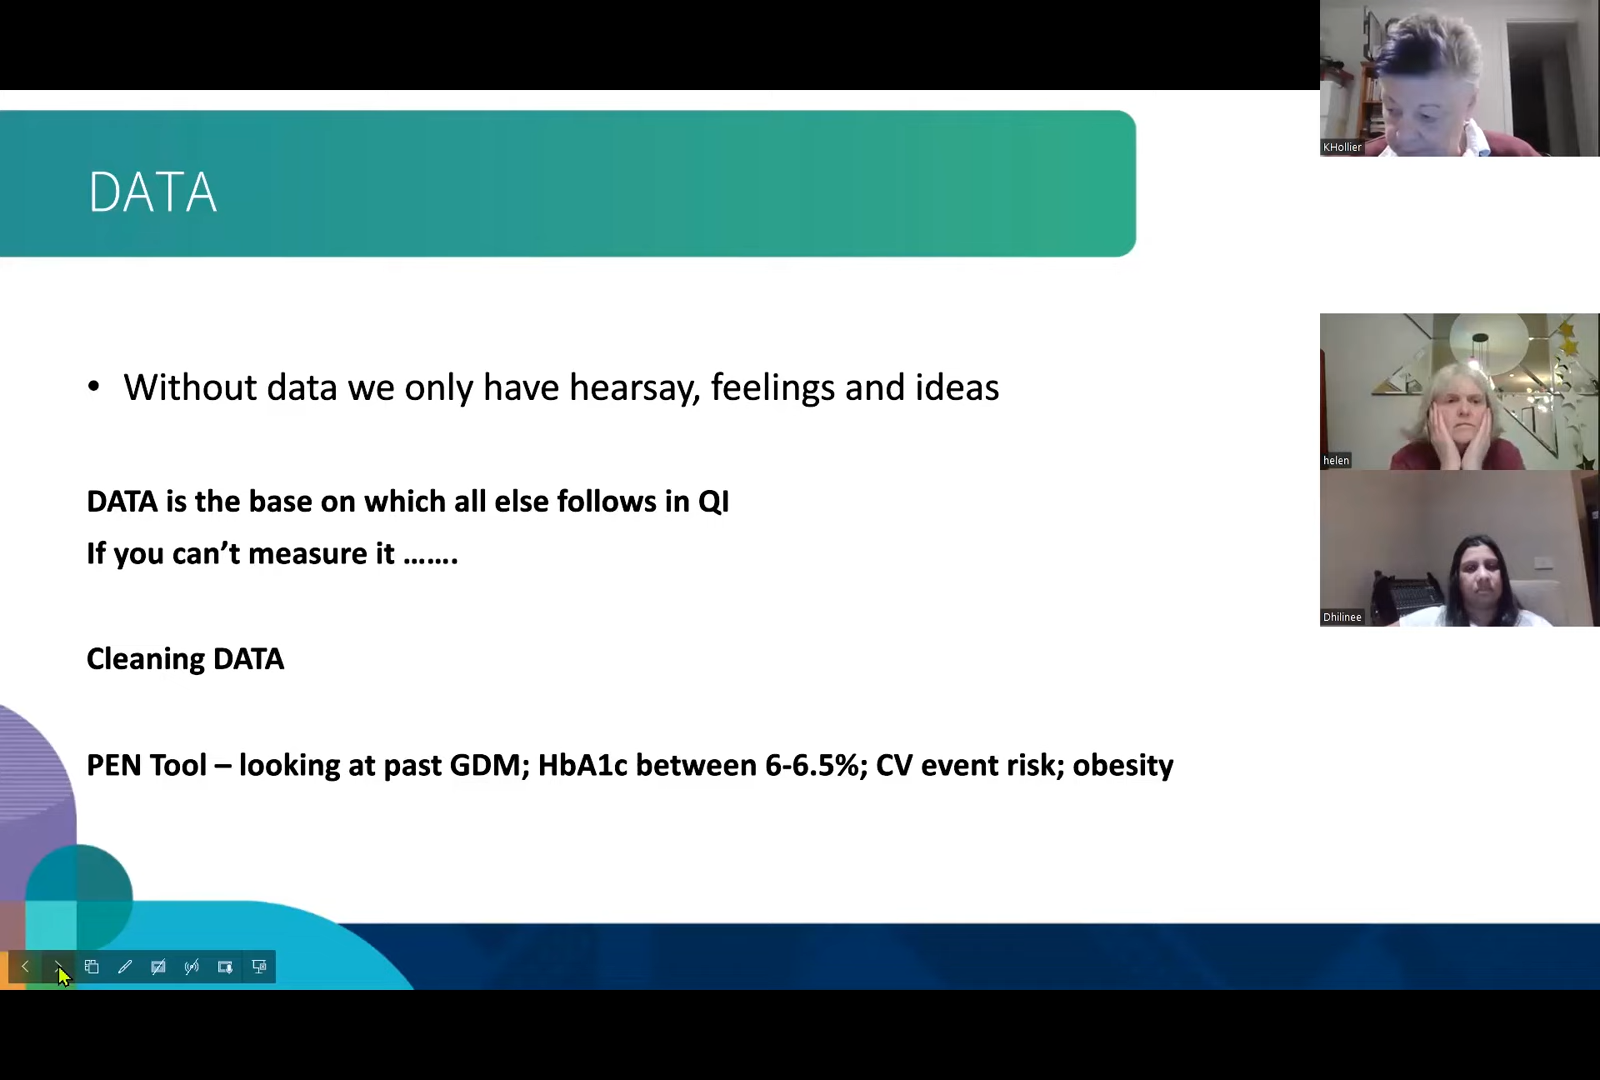 DATA
• Without data we only have hearsay, feelings and ideas
DATA is the base on which all else follows in QI
If you can’t measure it …….
Cleaning DATA
PEN Tool – looking at past GDM; HbA1c between 6-6.5%; CV event risk; obesity
KHollier
helen
Dhilinee